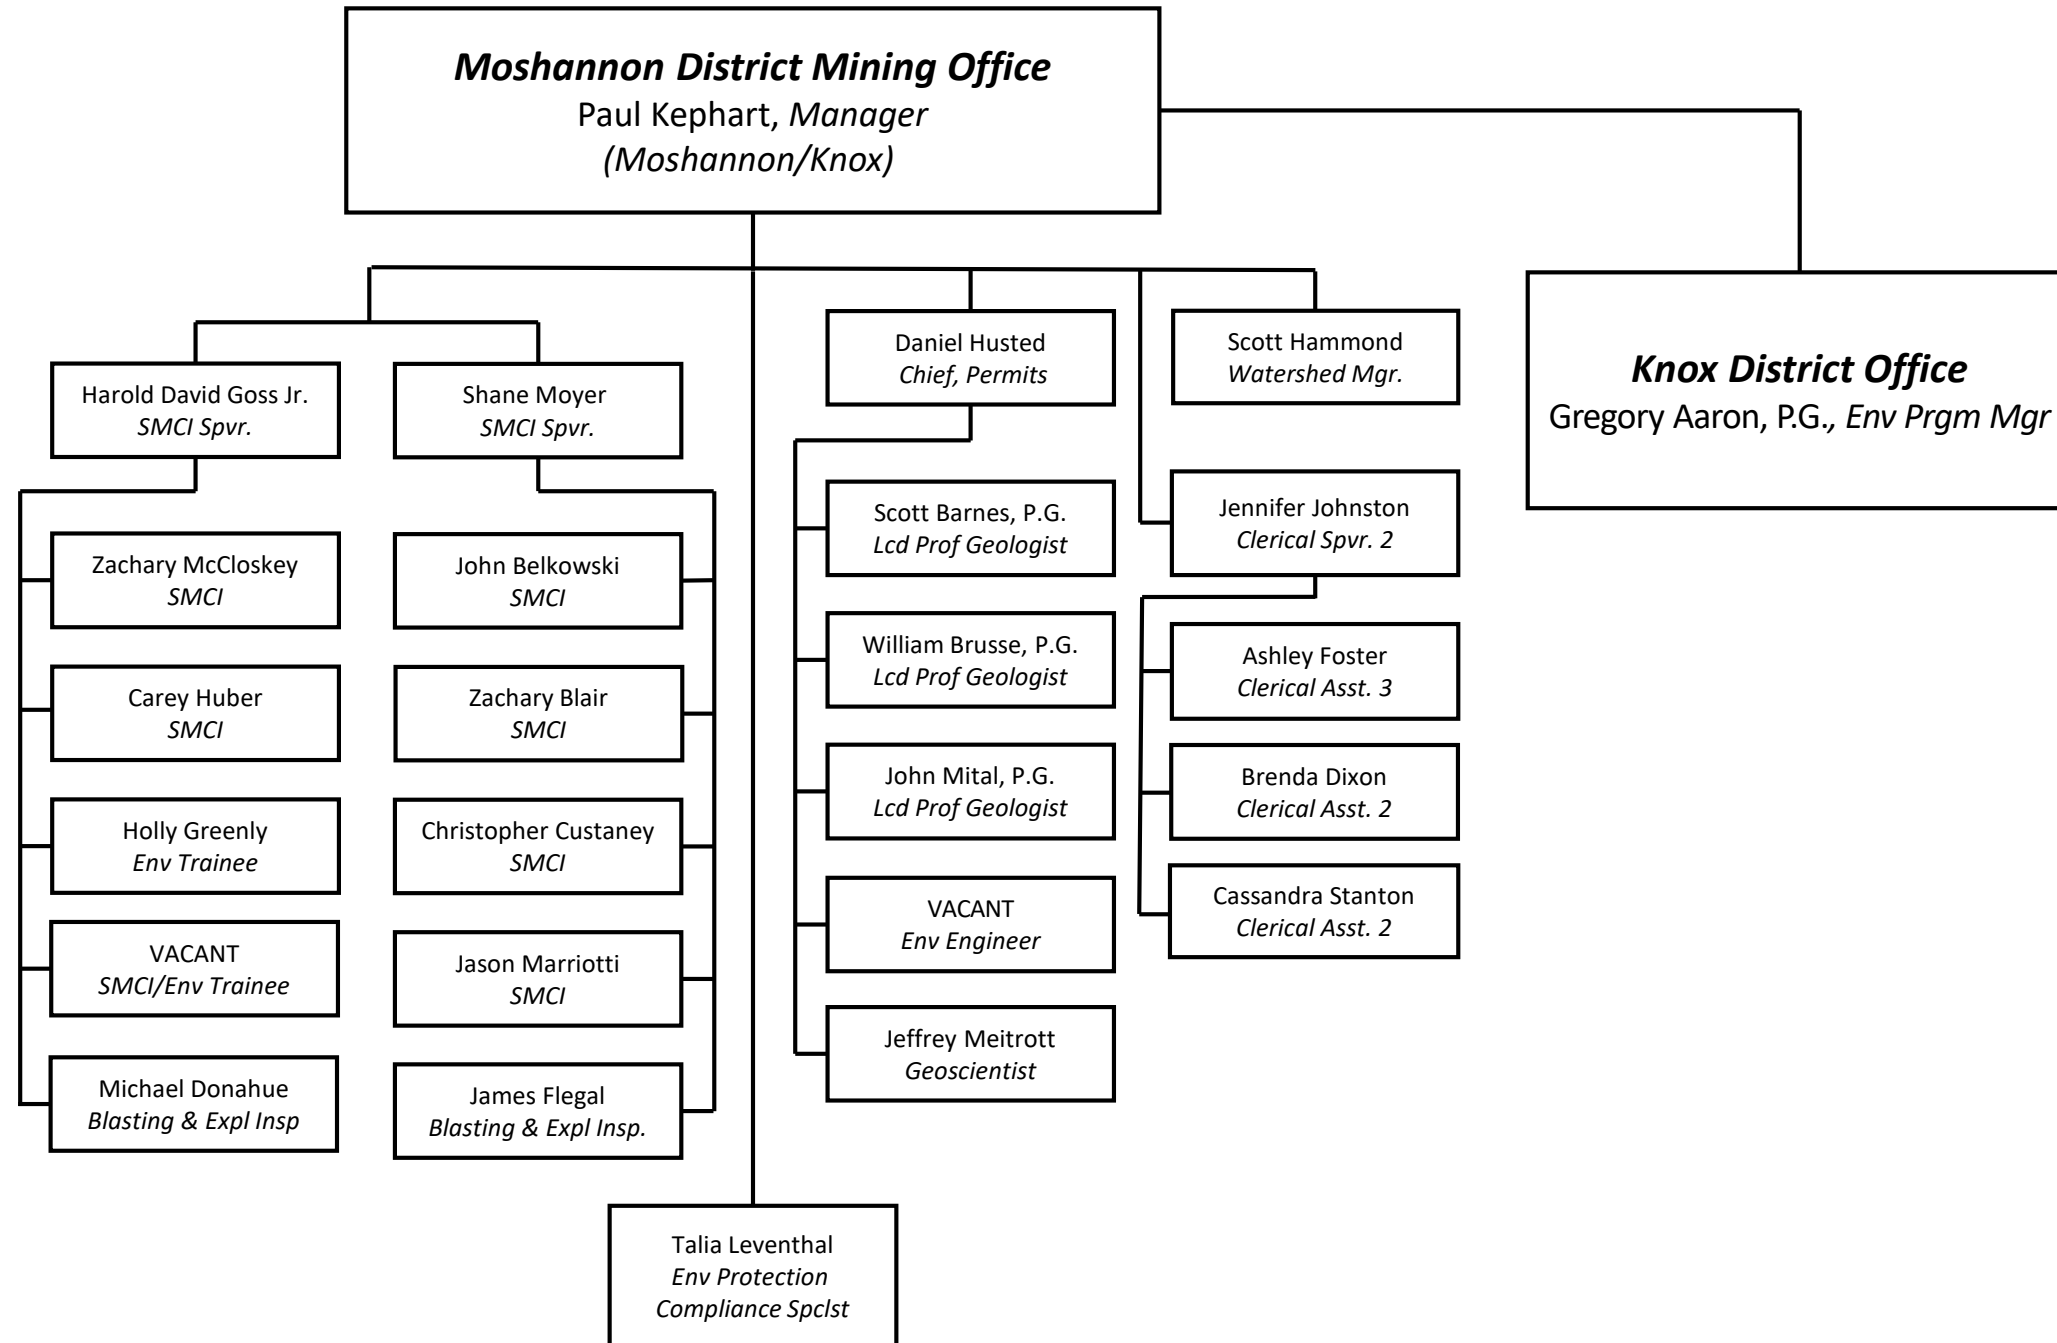 Moshannon District Mining Office
Paul Kephart, Manager
(Moshannon/Knox)
Harold David Goss Jr.
SMCI Spvr.
Zachary McCloskey
SMCI
Carey Huber
SMCI
Holly Greenly
Env Trainee
VACANT
SMCI/Env Trainee
Michael Donahue
Blasting & Expl Insp
Shane Moyer
SMCI Spvr.
John Belkowski
SMCI
Zachary Blair
SMCI
Christopher Custaney
SMCI
Jason Marriotti
SMCI
James Flegal
Blasting & Expl Insp.
Talia Leventhal
Env Protection
Compliance Spclst
Daniel Husted
Chief, Permits
Scott Barnes, P.G.
Lcd Prof Geologist
William Brusse, P.G.
Lcd Prof Geologist
John Mital, P.G.
Lcd Prof Geologist
VACANT
Env Engineer
Jeffrey Meitrott
Geoscientist
Scott Hammond
Watershed Mgr.
Jennifer Johnston
Clerical Spvr. 2
Ashley Foster
Clerical Asst. 3
Brenda Dixon
Clerical Asst. 2
Cassandra Stanton
Clerical Asst. 2
Knox District Office
Gregory Aaron, P.G., Env Prgm Mgr